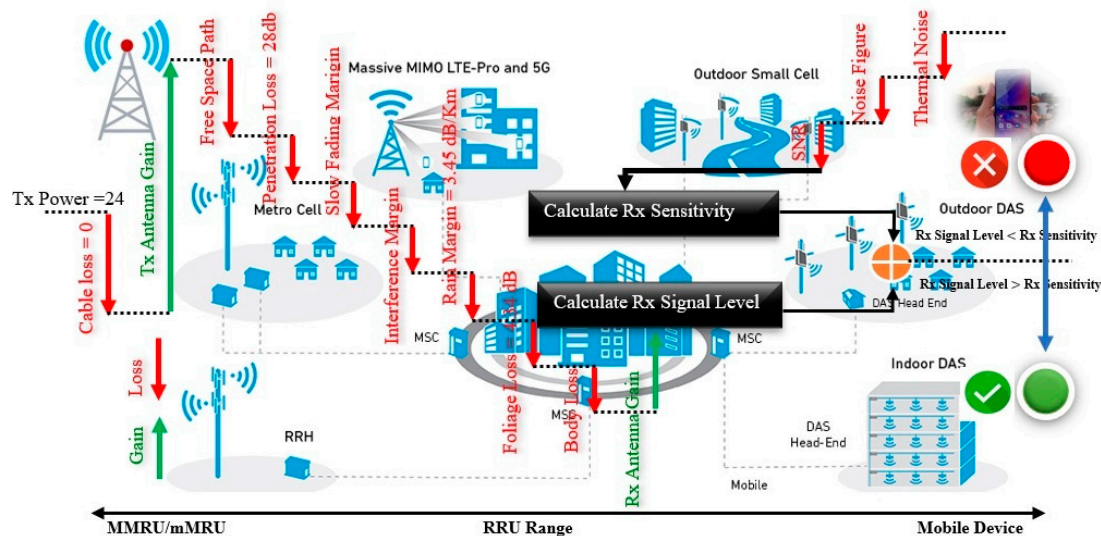 Free Space Path
Penetration Loss = 28db
Slow Fading Marigin
Massive MIMO LTE-Pro and 5G
Outdoor Small Cell
Noise Figure
Thermal Noise
SNR
Tx Power =24
Cable loss = 0
Tx Antenna Gain
Metro Cell
Interference Margin
Rain Margin = 3.45 dB/Km
Calculate Rx Sensitivity
Outdoor DAS
Rx Signal Level < Rx Sensitivity
Rx Signal Level > Rx Sensitivity
Calculate Rx Signal Level
DAS Head End
MSC
MSC
MSC
Loss
Gain
Foliage Loss = 4.84 dB
Body Loss
Rx Antenna Gain
Indoor DAS
RRH
DAS
Head-End
Mobile
MMRU/mMRU
RRU Range
Mobile Device